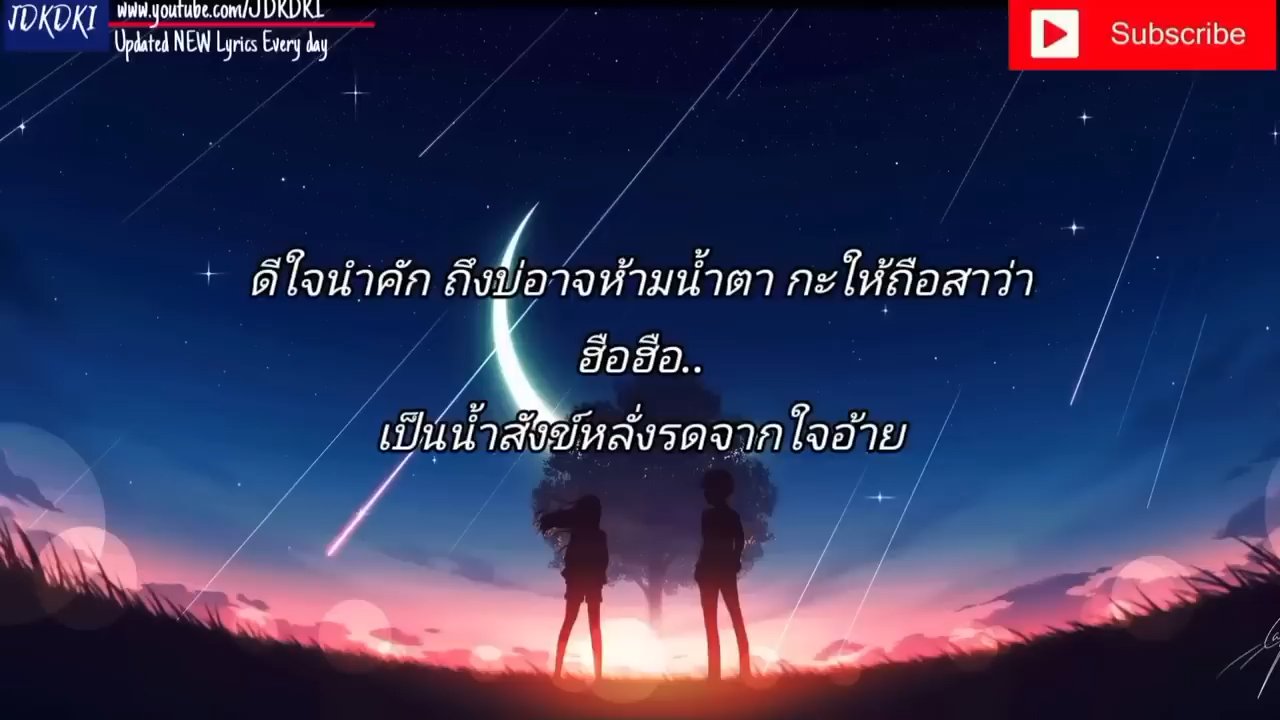 JDKDKI
www.youtube.com/JDKDKI
Updated NEW Lyrics Every day
Subscribe
ดีใจนำคัก ถึงบ่อาจห้ามน้ำตา กะให้ถือสาว่า
ฮือฮือ..
เป็นน้ำสังข์หลั่งรดจากใจอ้าย